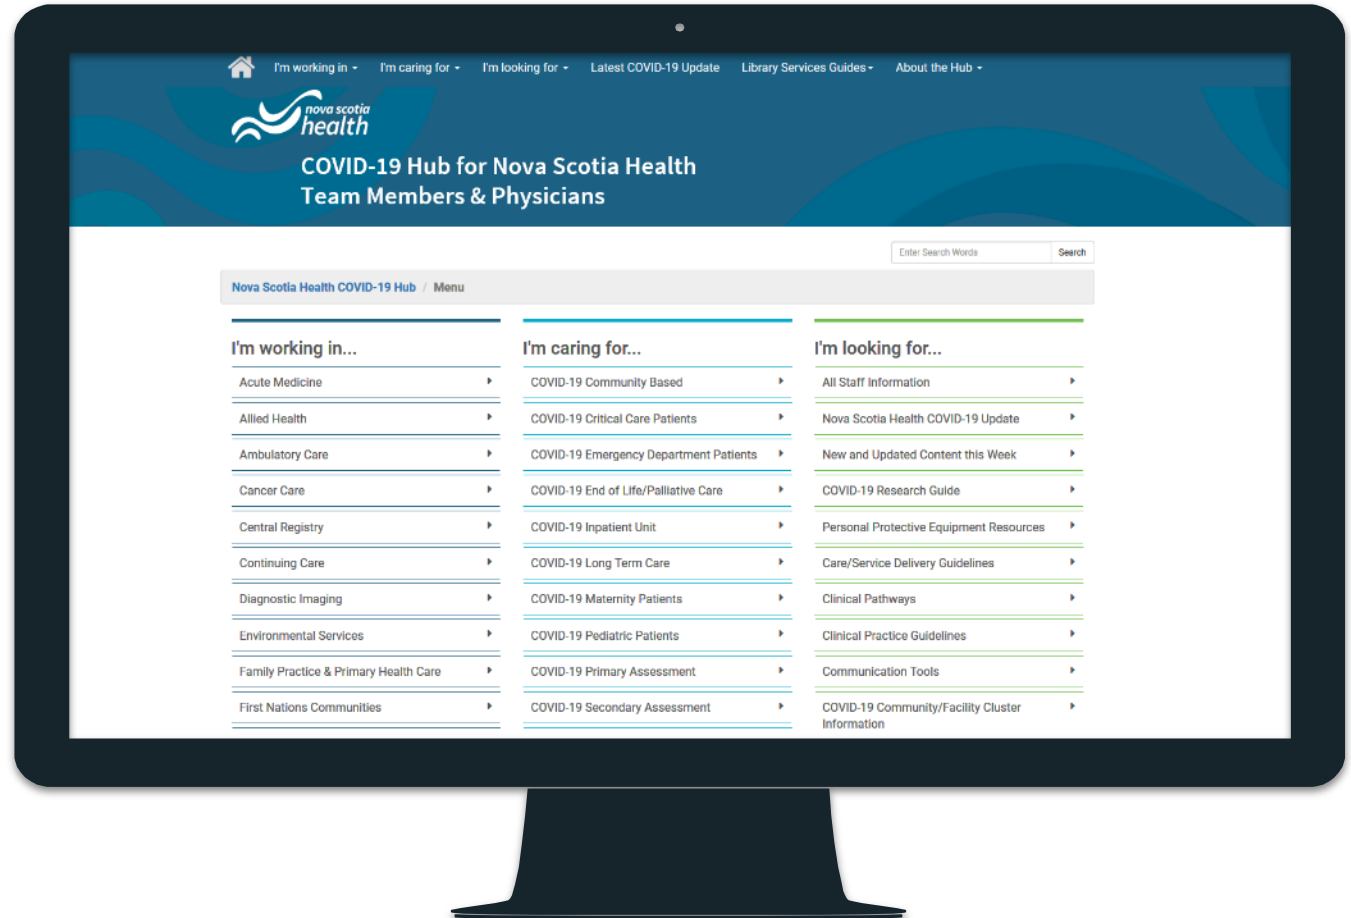 I'm working in
I'm caring for
I'm looking for
Latest COVID-19 Update
Library Services Guides
About the Hub
nova scotia
health
COVID-19 Hub for Nova Scotia Health
Team Members & Physicians
Enter Search Words
Search
Nova Scotia Health COVID-19 Hub / Menu
I'm working in...
Acute Medicine
Allied Health
Ambulatory Care
Cancer Care
Central Registry
Continuing Care
Diagnostic Imaging
Environmental Services
Family Practice & Primary Health Care
First Nations Communities
I'm caring for...
COVID-19 Community Based
COVID-19 Critical Care Patients
COVID-19 Emergency Department Patients
COVID-19 End of Life/Palliative Care
COVID-19 Inpatient Unit
COVID-19 Long Term Care
COVID-19 Maternity Patients
COVID-19 Pediatric Patients
COVID-19 Primary Assessment
COVID-19 Secondary Assessment
I'm looking for...
All Staff Information
Nova Scotia Health COVID-19 Update
New and Updated Content this Week
COVID-19 Research Guide
Personal Protective Equipment Resources
Care/Service Delivery Guidelines
Clinical Pathways
Clinical Practice Guidelines
Communication Tools
COVID-19 Community/Facility Cluster
Information